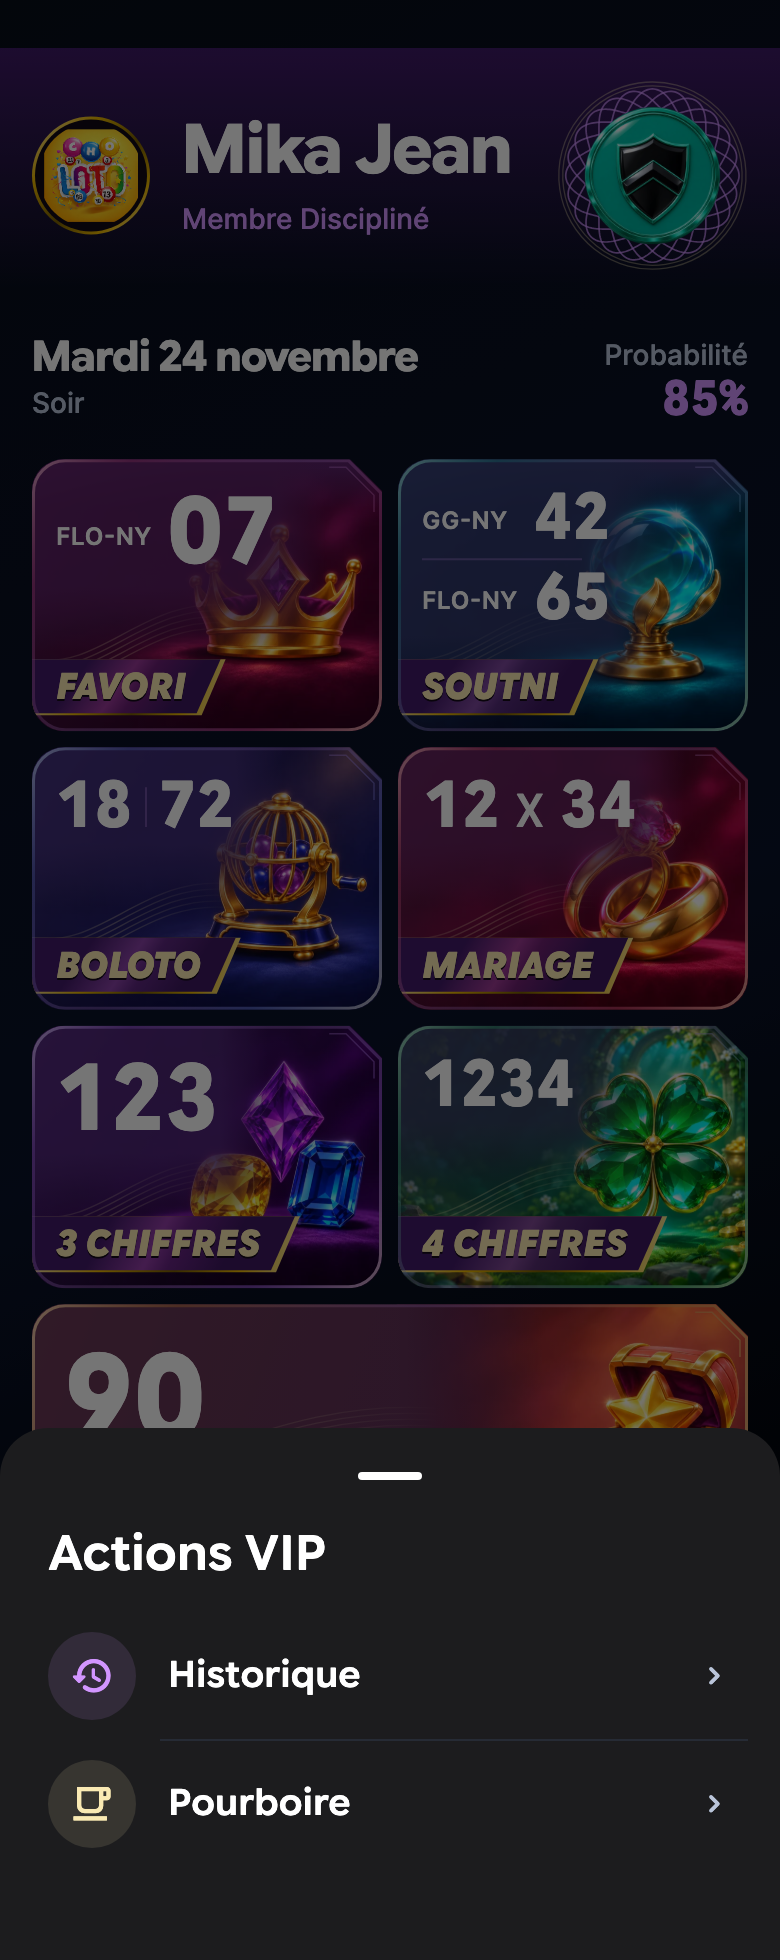 CHO
LOTO
Mika Jean
Membre Discipliné
Mardi 24 novembre
Soir
Probabilité
85%
FLO-NY 07
FAVORI
GG-NY 42
FLO-NY 65
SOUTNI
18 72
BOLOTO
12 x 34
MARIAGE
123
3 CHIFFRES
1234
4 CHIFFRES
90
Actions VIP
Historique
Pourboire